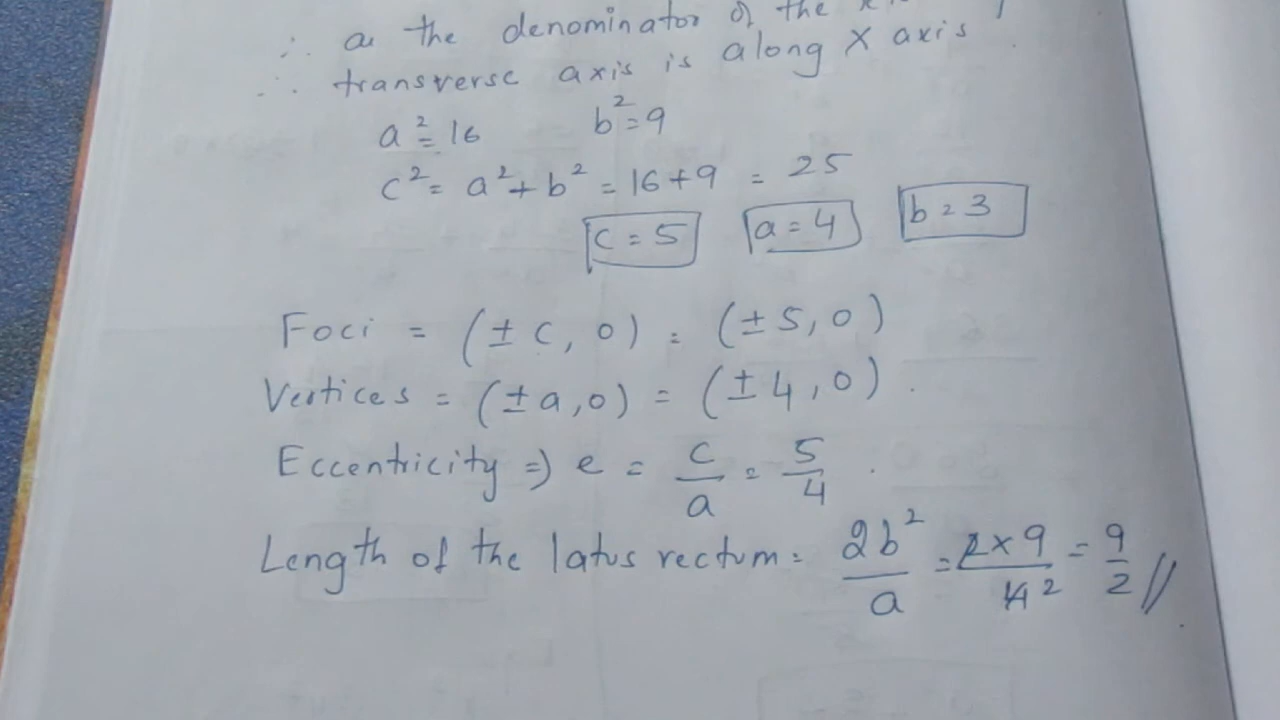 ∴ as the denominator of the
∴ transverse axis is along X axis
a² = 16 b² = 9
c² = a² + b² = 16 + 9 = 25
c = 5 a = 4 b = 3
Foci = (± c, 0) = (± 5, 0)
Vertices = (± a, 0) = (± 4, 0).
Eccentricity ⇒ e = c/a = 5/4.
Length of the latus rectum = 2b²/a = 2 x 9/4 2 = 9/2 //